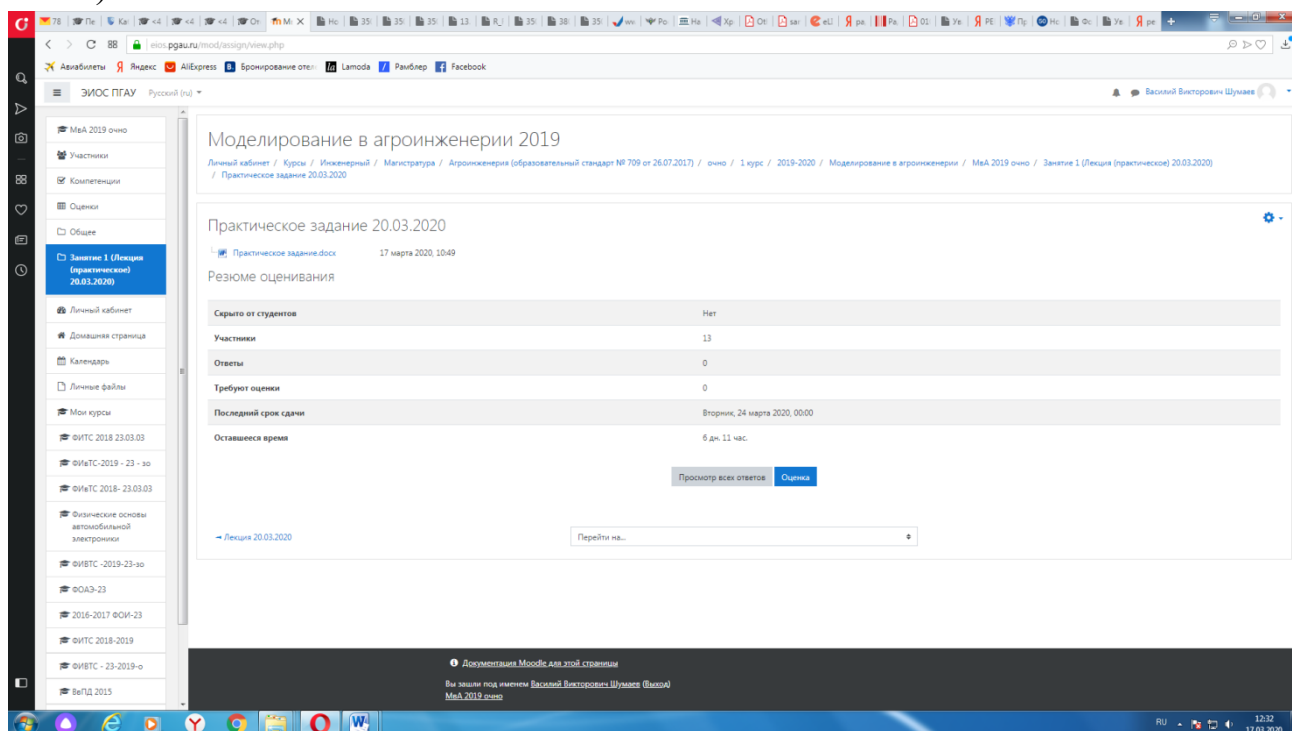 eios.pgau.ru/mod/assign/view.php
Авиабилеты Яндекс AliExpress Бронирование отел Lamoda Рамблер Facebook
ЭИОС ПГАУ Русский (ru)
Василий Викторович Шумаев
МвА 2019 очно
Участники
Компетенции
Оценки
Общее
Занятие 1 (Лекция
(практическое)
20.03.2020)
Личный кабинет
Домашняя страница
Календарь
Личные файлы
Мои курсы
ФИТС 2018 23.03.03
ФИвТС-2019 - 23 - зо
ФИвТС 2018- 23.03.03
Физические основы
автомобильной
электроники
ФИВТС -2019-23-зо
ФОАЭ-23
2016-2017 ФОИ-23
ФИТС 2018-2019
ФИВТС - 23-2019-о
ВеПД 2015
Моделирование в агроинженерии 2019
Личный кабинет / Курсы / Инженерный / Магистратура / Агроинженерия (образовательный стандарт № 709 от 26.07.2017) / очно / 1 курс / 2019-2020 / Моделирование в агроинженерии / МвА 2019 очно / Занятие 1 (Лекция (практическое) 20.03.2020)
/ Практическое задание 20.03.2020
Практическое задание 20.03.2020
Практическое задание.docx 17 марта 2020, 10:49
Резюме оценивания
Скрыто от студентов Нет
Участники 13
Ответы 0
Требуют оценки 0
Последний срок сдачи Вторник, 24 марта 2020, 00:00
Оставшееся время 6 дн. 11 час.
Просмотр всех ответов Оценка
Лекция 20.03.2020 Перейти на...
Документация Moodle для этой страницы
Вы зашли под именем Василий Викторович Шумаев (Выход)
МвА 2019 очно
RU 12:32
17.03.2020